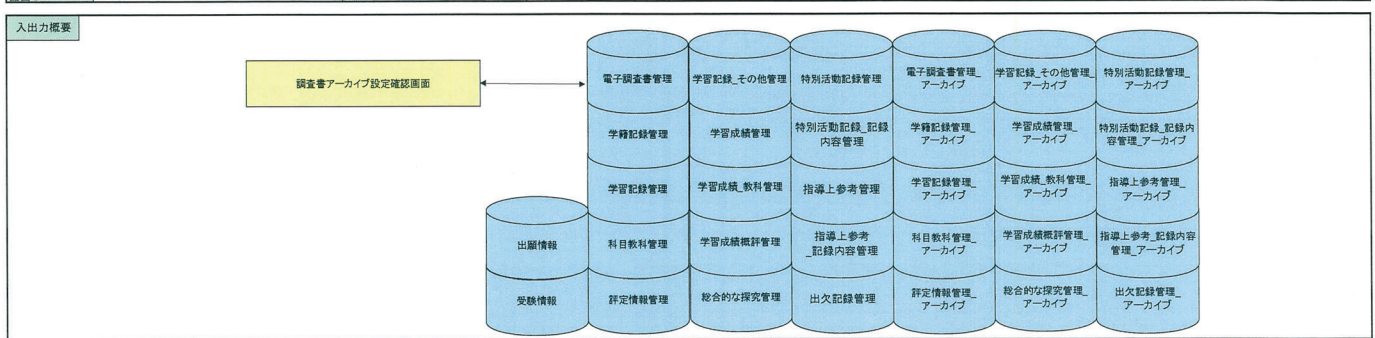 入出力概要
調査書アーカイブ設定確認画面
電子調査書管理
学習記録_その他管理
特別活動記録管理
電子調査書管理_
アーカイブ
学習記録_その他管理_
アーカイブ
特別活動記録管理_
アーカイブ
学籍記録管理
学習成績管理
特別活動記録_記録
内容管理
学籍記録管理_
アーカイブ
学習成績管理_
アーカイブ
特別活動記録_記録内
容管理_アーカイブ
学習記録管理
学習成績_教科管理
指導上参考管理
学習記録管理_
アーカイブ
学習成績_教科管理_
アーカイブ
指導上参考管理_
アーカイブ
出願情報
科目教科管理
学習成績概評管理
指導上参考
_記録内容管理
科目教科管理_
アーカイブ
学習成績概評管理_
アーカイブ
指導上参考_記録内容
管理_アーカイブ
受験情報
評定情報管理
総合的な探究管理
出欠記録管理
評定情報管理_
アーカイブ
総合的な探究管理_
アーカイブ
出欠記録管理_
アーカイブ